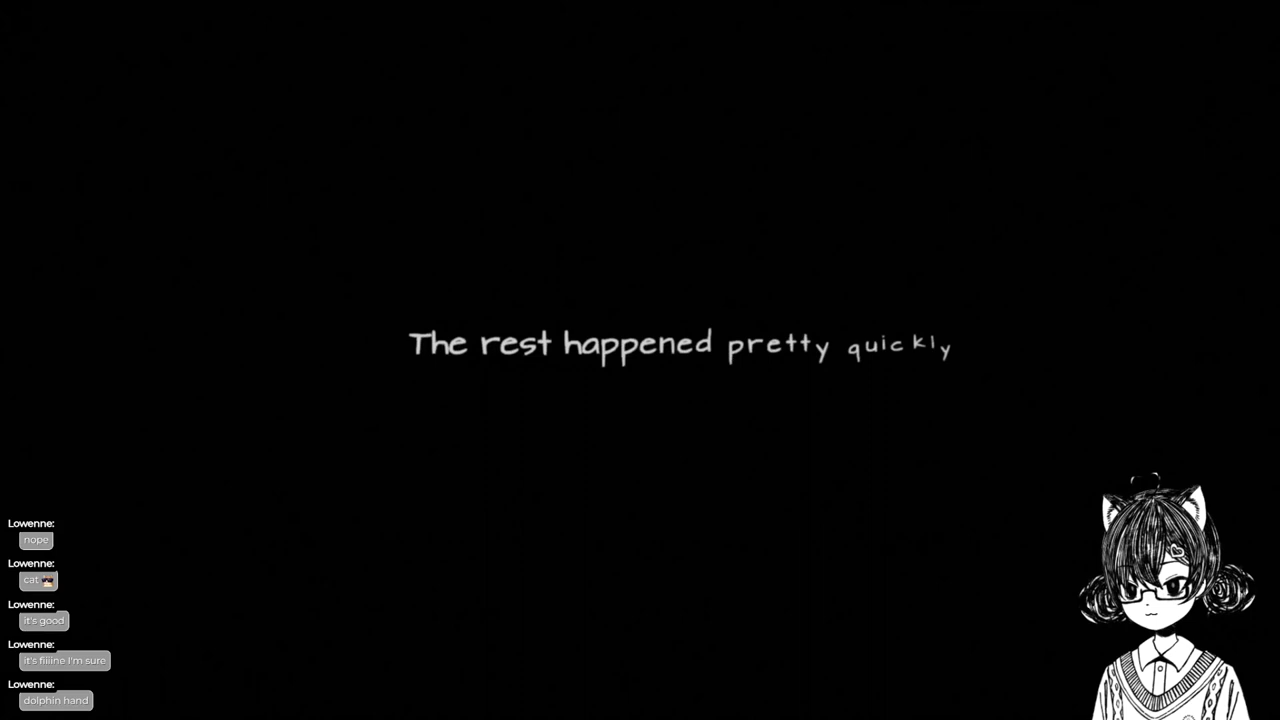 The rest happened pretty quickly
Lowenne:
nope
Lowenne:
cat
Lowenne:
it's good
Lowenne:
it's fiiiine I'm sure
Lowenne:
dolphin hand